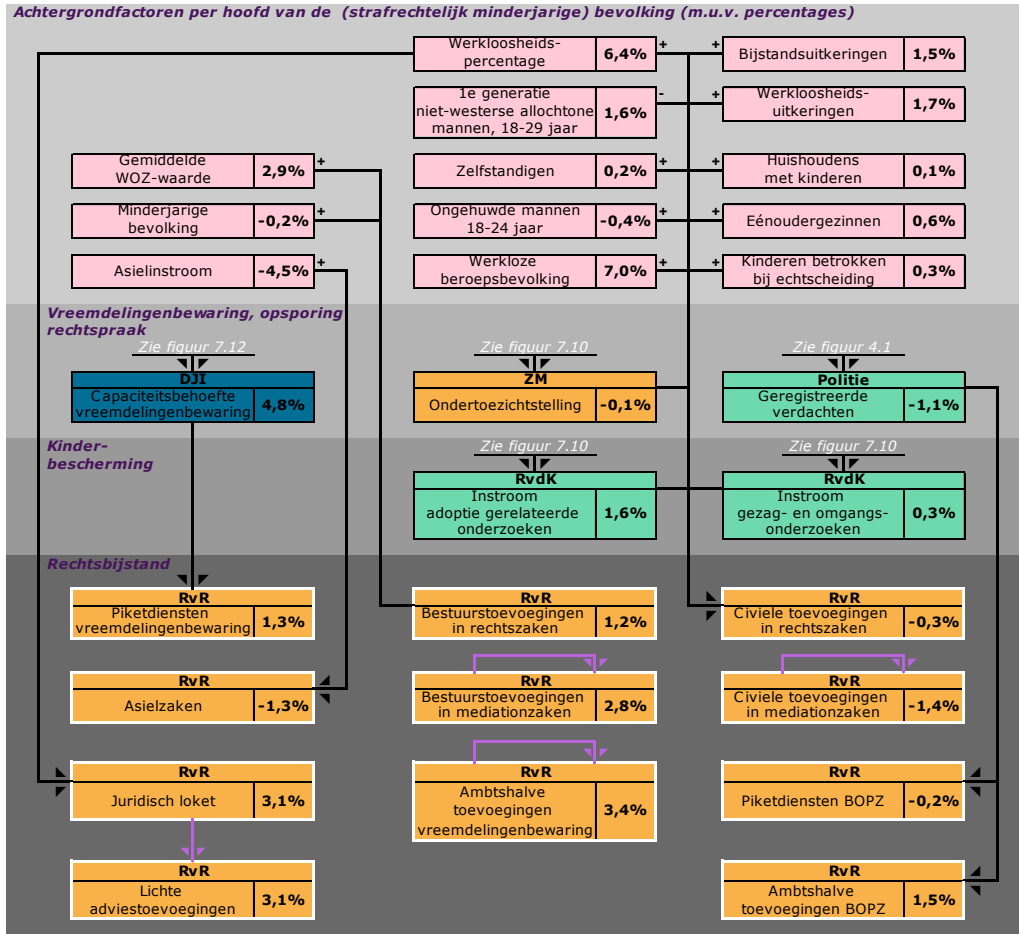 Achtergrondfactoren per hoofd van de (strafrechtelijk minderjarige) bevolking (m.u.v. percentages)
Werkloosheids-
percentage
6,4%
+
+
Bijstandsuitkeringen
1,5%
1e generatie
niet-westerse allochtone
mannen, 18-29 jaar
1,6%
-
+
Werkloosheids-
uitkeringen
1,7%
Gemiddelde
WOZ-waarde
2,9%
+
Zelfstandigen
0,2%
+
+
Huishoudens
met kinderen
0,1%
Minderjarige
bevolking
-0,2%
+
Ongehuwde mannen
18-24 jaar
-0,4%
+
+
Eénoudergezinnen
0,6%
Asielinstroom
-4,5%
+
Werkloze
beroepsbevolking
7,0%
+
+
Kinderen betrokken
bij echtscheiding
0,3%
Vreemdelingenbewaring, opsporing
rechtspraak
Zie figuur 7.12
DJI
Capaciteitsbehoefte
vreemdelingenbewaring
4,8%
Zie figuur 7.10
ZM
Ondertoezichtstelling
-0,1%
Zie figuur 4.1
Politie
Geregistreerde
verdachten
-1,1%
Kinder-
bescherming
Zie figuur 7.10
RvdK
Instroom
adoptie gerelateerde
onderzoeken
1,6%
Zie figuur 7.10
RvdK
Instroom
gezag- en omgangs-
onderzoeken
0,3%
Rechtsbijstand
RvR
Piketdiensten
vreemdelingenbewaring
1,3%
RvR
Bestuurstoevoegingen
in rechtszaken
1,2%
RvR
Civiele toevoegingen
in rechtszaken
-0,3%
RvR
Asielzaken
-1,3%
RvR
Bestuurstoevoegingen
in mediationzaken
2,8%
RvR
Civiele toevoegingen
in mediationzaken
-1,4%
RvR
Juridisch loket
3,1%
RvR
Ambtshalve
toevoegingen
vreemdelingenbewaring
3,4%
RvR
Piketdiensten BOPZ
-0,2%
RvR
Lichte
adviestoevoegingen
3,1%
RvR
Ambtshalve
toevoegingen BOPZ
1,5%